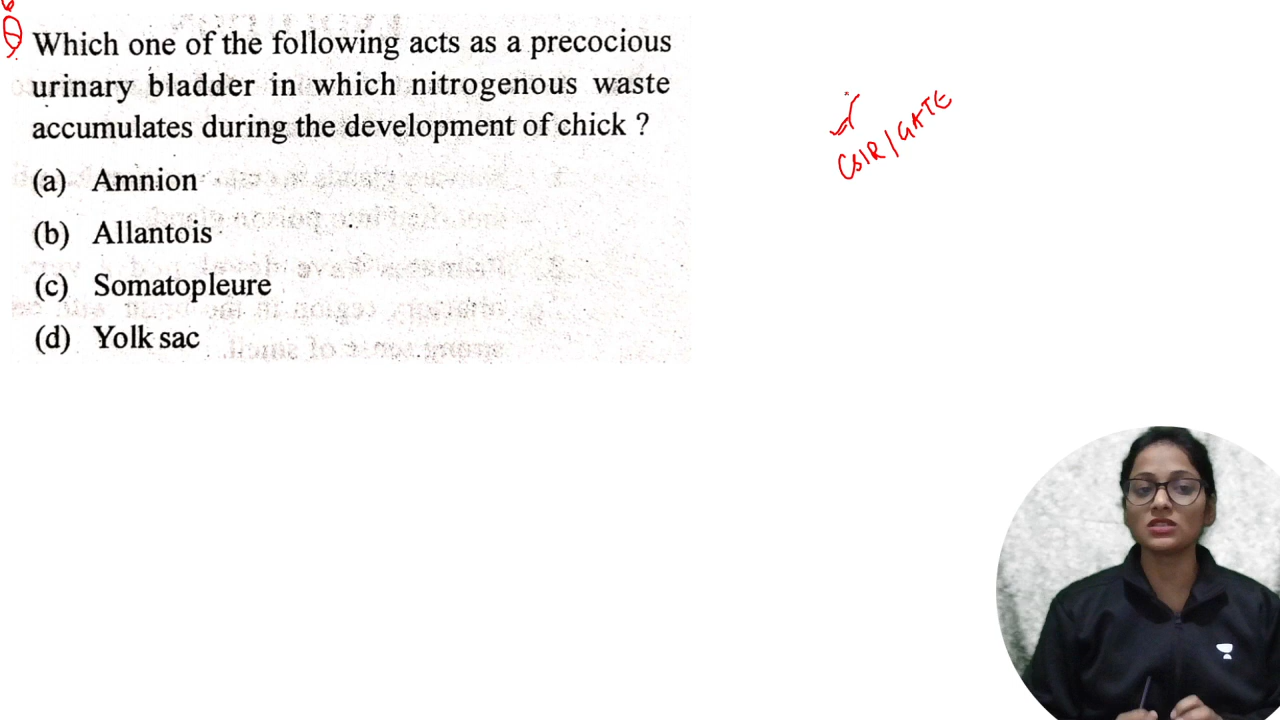 Q Which one of the following acts as a precocious
urinary bladder in which nitrogenous waste
accumulates during the development of chick ?
(a) Amnion
(b) Allantois
(c) Somatopleure
(d) Yolk sac
CSIR/GATE